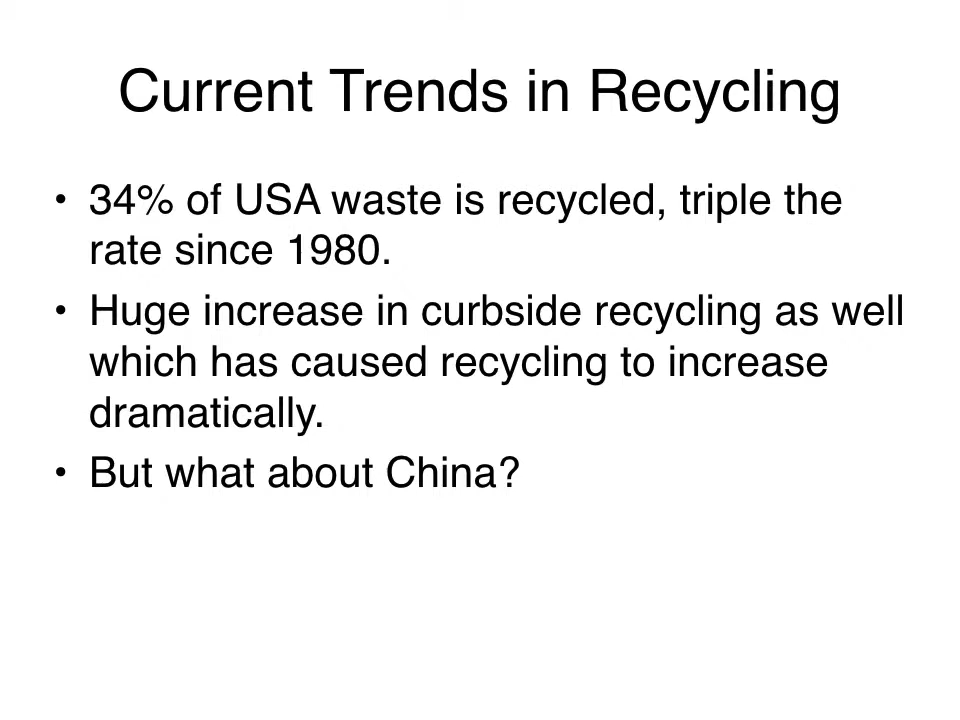 Current Trends in Recycling
• 34% of USA waste is recycled, triple the
rate since 1980.
• Huge increase in curbside recycling as well
which has caused recycling to increase
dramatically.
• But what about China?